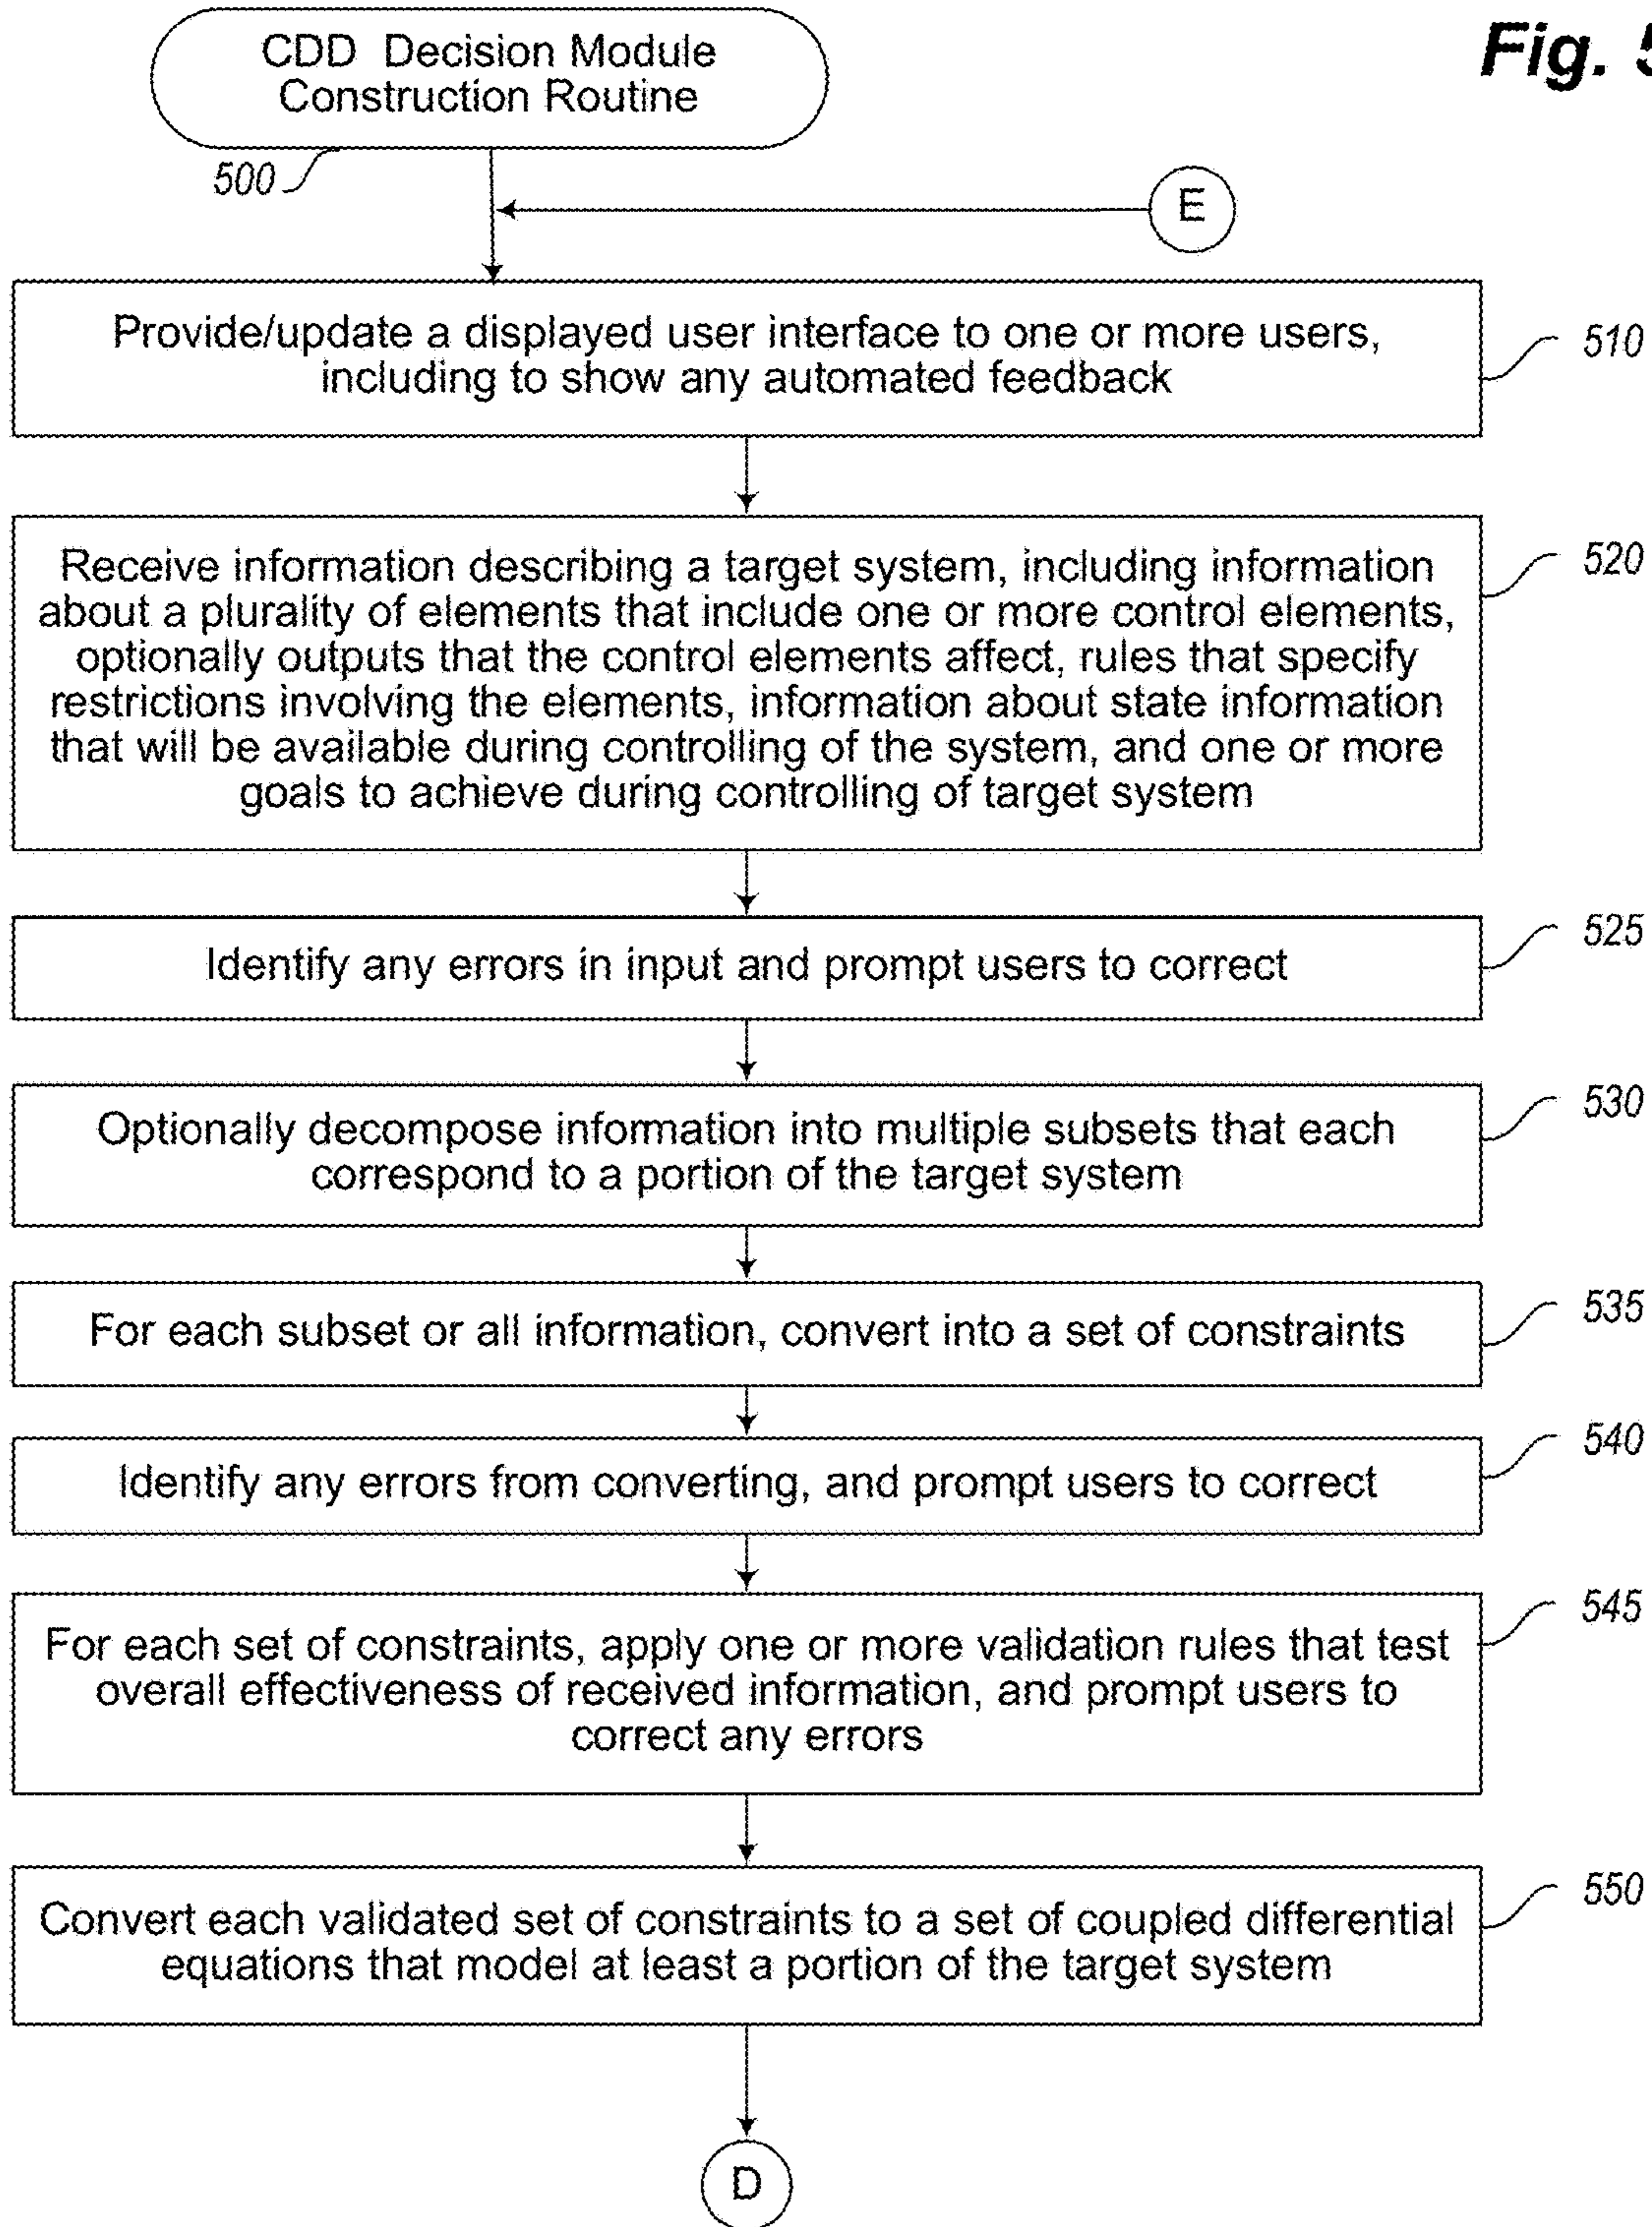 Fig. 5
CDD Decision Module
Construction Routine
500
E
Provide/update a displayed user interface to one or more users,
including to show any automated feedback
510
Receive information describing a target system, including information
about a plurality of elements that include one or more control elements,
optionally outputs that the control elements affect, rules that specify
restrictions involving the elements, information about state information
that will be available during controlling of the system, and one or more
goals to achieve during controlling of target system
520
Identify any errors in input and prompt users to correct
525
Optionally decompose information into multiple subsets that each
correspond to a portion of the target system
530
For each subset or all information, convert into a set of constraints
535
Identify any errors from converting, and prompt users to correct
540
For each set of constraints, apply one or more validation rules that test
overall effectiveness of received information, and prompt users to
correct any errors
545
Convert each validated set of constraints to a set of coupled differential
equations that model at least a portion of the target system
550
D